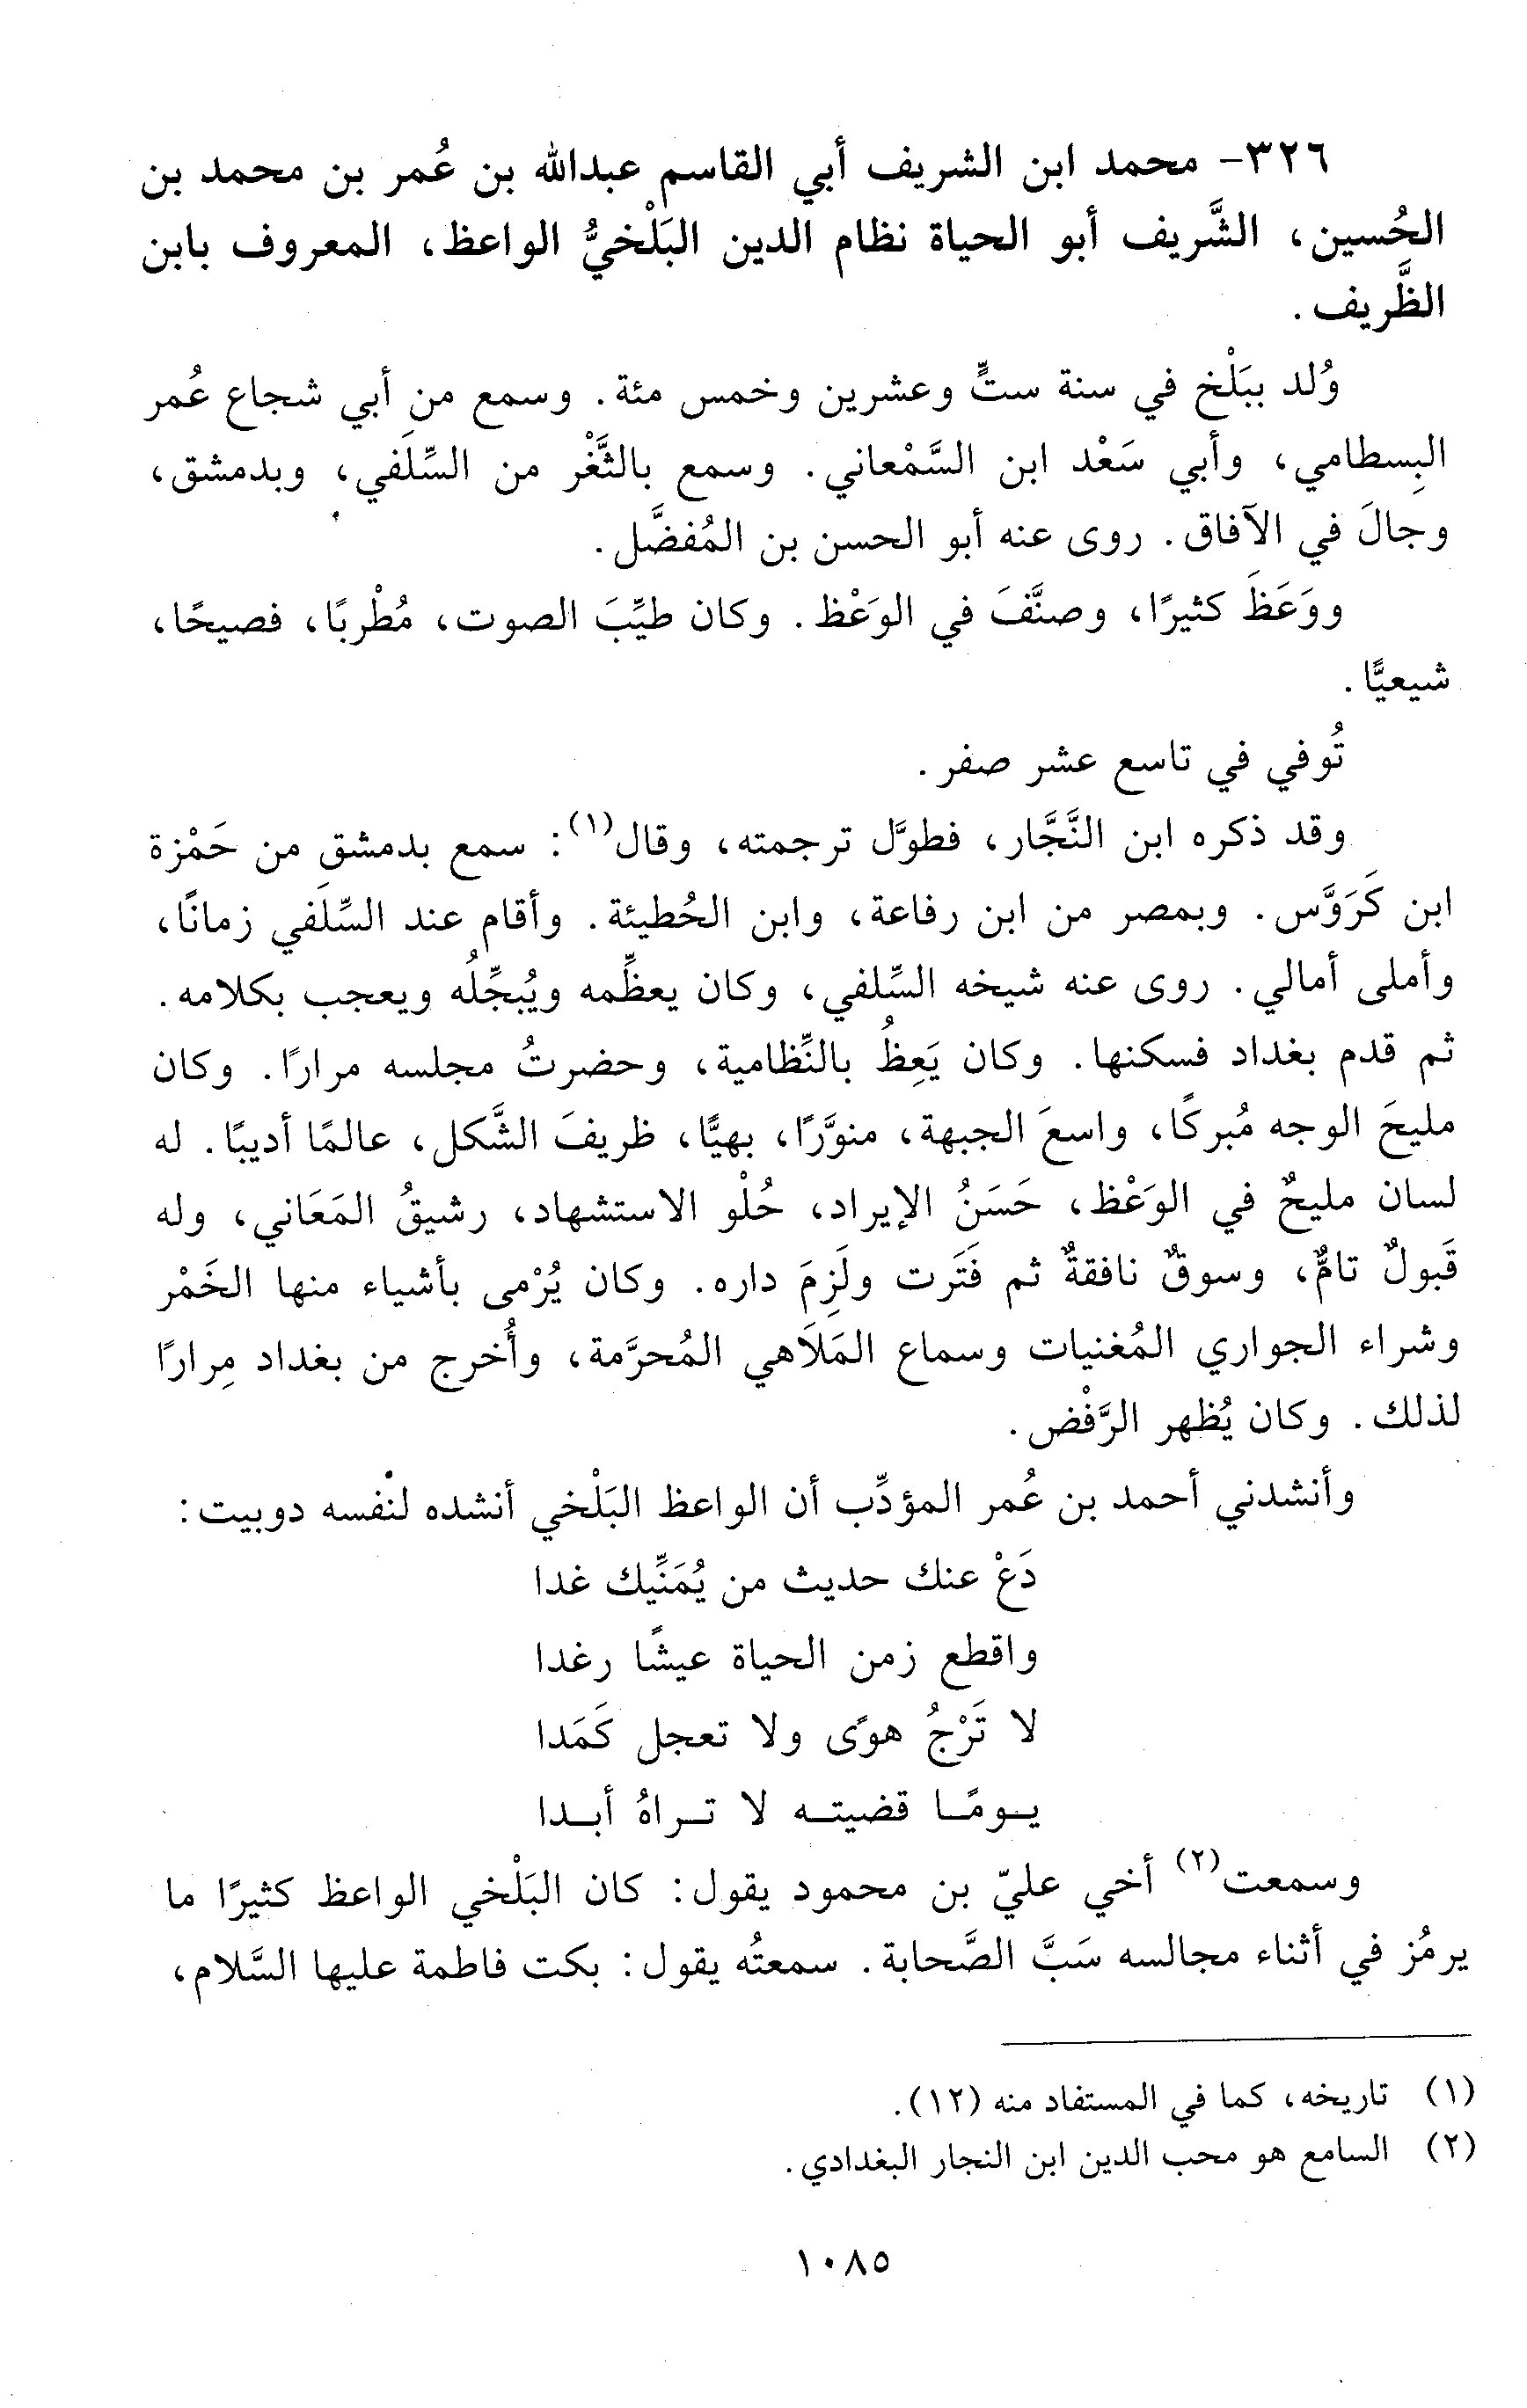 ٣٢٦- محمد ابن الشريف أبي القاسم عبدالله بن عُمر بن محمد بن
الحُسين، الشَّريف أبو الحياة نظام الدين البَلْخيُّ الواعظ، المعروف بابن
الظَّريف.
وُلد ببَلْخ في سنة ستٍّ وعشرين وخمس مئة. وسمع من أبي شجاع عُمر
البِسطامي، وأبي سَعْد ابن السَّمْعاني. وسمع بالثَّغْر من السِّلَفي، وبدمشق،
وجالَ في الآفاق. روى عنه أبو الحسن بن المُفضَّل.
ووَعَظَ كثيرًا، وصنَّفَ في الوَعْظ. وكان طيِّبَ الصوت، مُطْربًا، فصيحًا،
شيعيًّا.
تُوفي في تاسع عشر صفر.
وقد ذكره ابن النَّجَّار، فطوَّل ترجمته، وقال(١): سمع بدمشق من حَمْزة
ابن كَرَوَّس. وبمصر من ابن رفاعة، وابن الحُطيئة. وأقام عند السِّلَفي زمانًا،
وأملى أمالي. روى عنه شيخه السِّلفي، وكان يعظِّمه ويُبجِّلُه ويعجب بكلامه.
ثم قدم بغداد فسكنها. وكان يَعِظُ بالنِّظامية، وحضرتُ مجلسه مرارًا. وكان
مليحَ الوجه مُبركًا، واسعَ الجبهة، منوَّرًا، بهيًّا، ظريفَ الشَّكل، عالمًا أديبًا. له
لسان مليحٌ في الوَعْظ، حَسَنُ الإيراد، حُلْو الاستشهاد، رشيقُ المَعَاني، وله
قَبولٌ تامٌّ، وسوقٌ نافقةٌ ثم فَتَرت ولَزِمَ داره. وكان يُرْمى بأشياء منها الخَمْر
وشراء الجواري المُغنيات وسماع المَلاَهي المُحرَّمة، وأُخرج من بغداد مِرارًا
لذلك. وكان يُظهر الرَّفْض.
وأنشدني أحمد بن عُمر المؤدِّب أن الواعظ البَلْخي أنشده لنفسه دوبيت:
دَعْ عنك حديث من يُمَنِّيك غدا
واقطع زمن الحياة عيشًا رغدا
لا تَرْجُ هوًى ولا تعجل كَمَدا
يومًا قضيته لا تراهُ أبدا
وسمعت(٢) أخي عليّ بن محمود يقول: كان البَلْخي الواعظ كثيرًا ما
يرمُز في أثناء مجالسه سَبَّ الصَّحابة. سمعتُه يقول: بكت فاطمة عليها السَّلام،
(١) تاريخه، كما في المستفاد منه (١٢).
(٢) السامع هو محب الدين ابن النجار البغدادي.
١٠٨٥